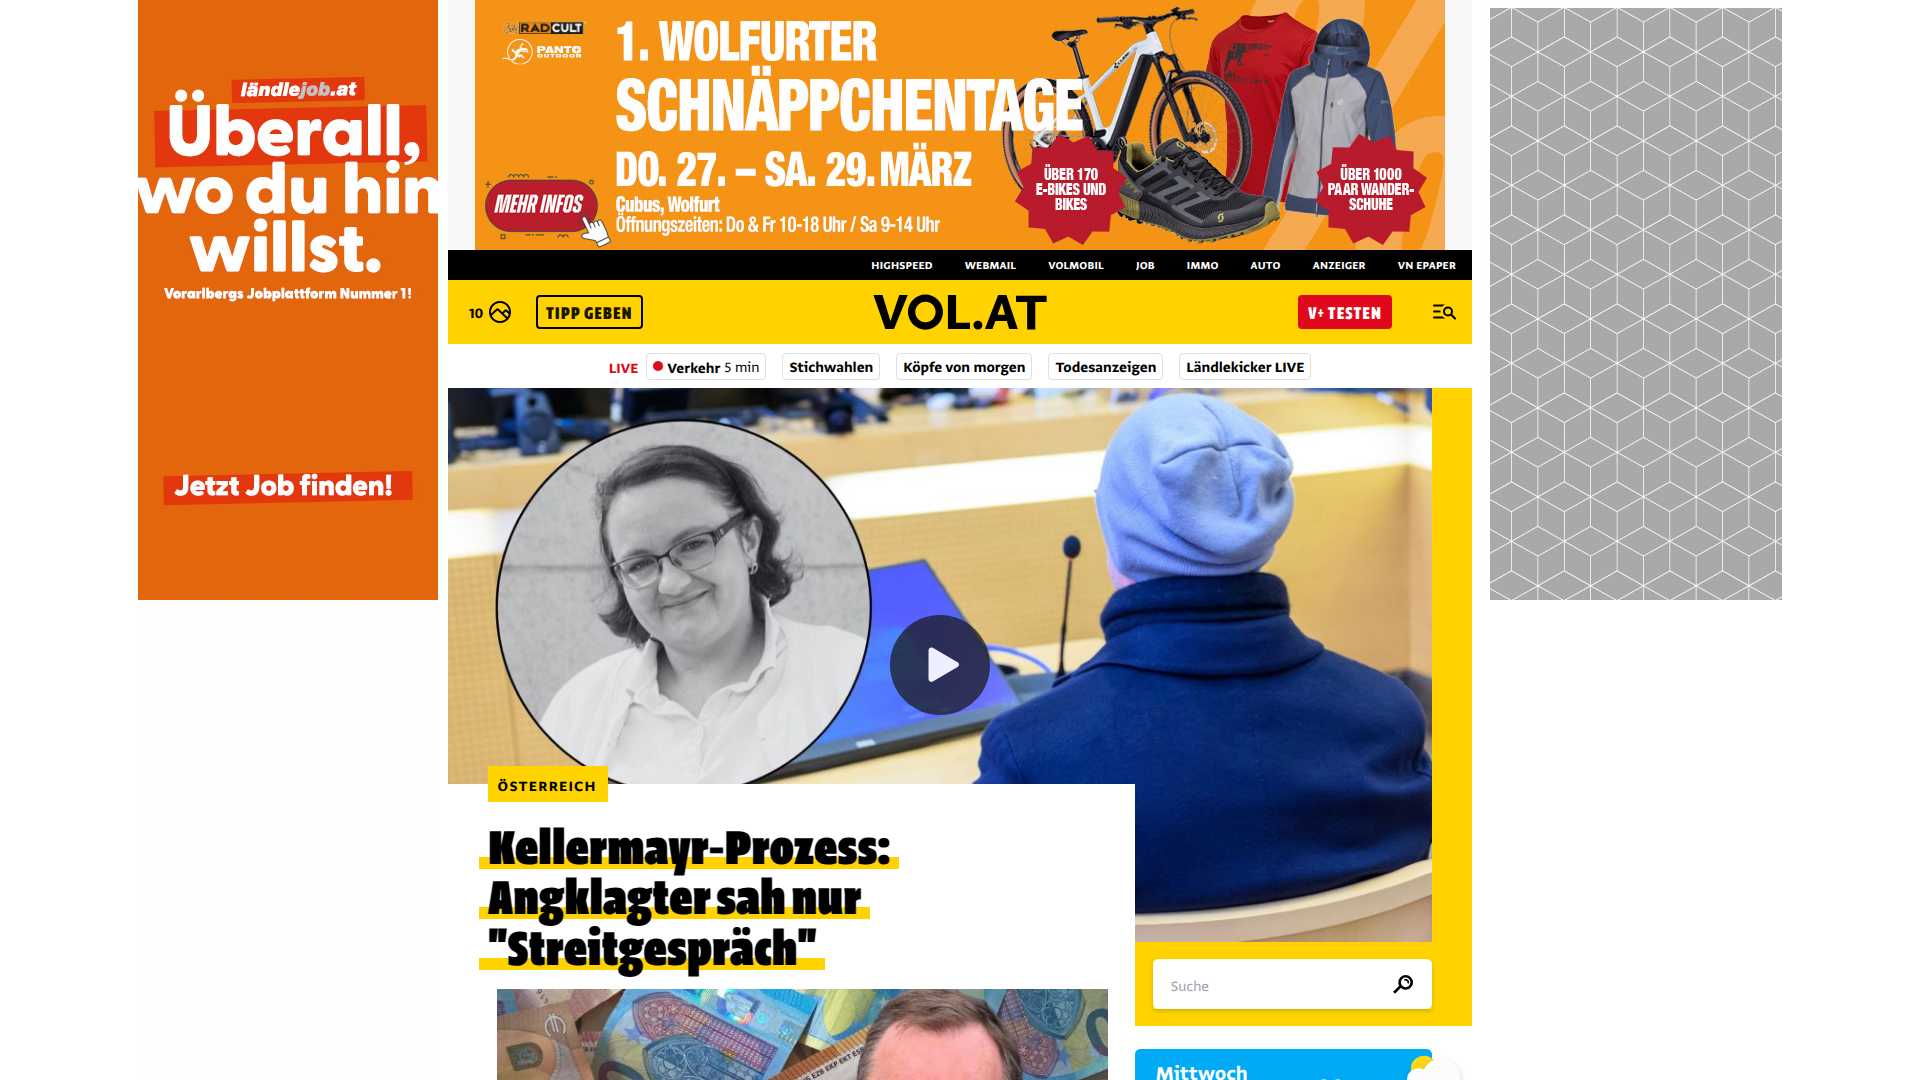 ländlejob.at
Überall,
wo du hin
willst.
Vorarlbergs Jobplattform Nummer 1!
Jetzt Job finden!
RADCULT
PANTO
OUTDOOR
1. WOLFURTER
SCHNÄPPCHENTAGE
DO. 27. – SA. 29. MÄRZ
Cubus, Wolfurt
Öffnungszeiten: Do & Fr 10-18 Uhr / Sa 9-14 Uhr
MEHR INFOS
ÜBER 170
E-BIKES UND
BIKES
ÜBER 1000
PAAR WANDER-
SCHUHE
HIGHSPEED WEBMAIL VOLMOBIL JOB IMMO AUTO ANZEIGER VN EPAPER
10 TIPP GEBEN VOL.AT V+ TESTEN
LIVE Verkehr 5 min Stichwahlen Köpfe von morgen Todesanzeigen Ländlekicker LIVE
ÖSTERREICH
Kellermayr-Prozess:
Angklagter sah nur
"Streitgespräch"
Suche
Mittwoch